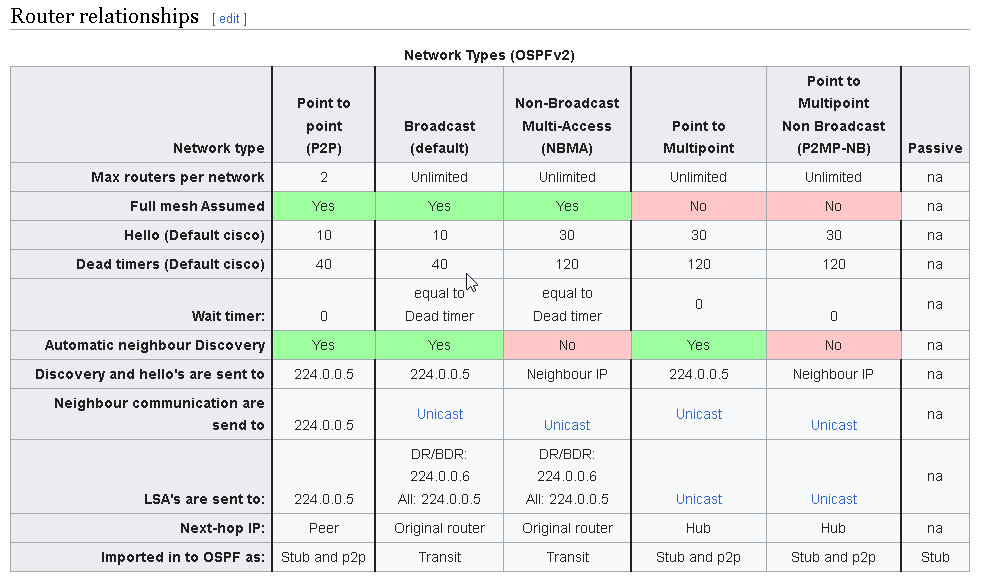 Router relationships [ edit ]
Network Types (OSPFv2)
Network type Point to point (P2P) Broadcast (default) Non-Broadcast Multi-Access (NBMA) Point to Multipoint Point to Multipoint Non Broadcast (P2MP-NB) Passive
Max routers per network 2 Unlimited Unlimited Unlimited Unlimited na
Full mesh Assumed Yes Yes Yes No No na
Hello (Default cisco) 10 10 30 30 30 na
Dead timers (Default cisco) 40 40 120 120 120 na
Wait timer: 0 equal to Dead timer equal to Dead timer 0 0 na
Automatic neighbour Discovery Yes Yes No Yes No na
Discovery and hello's are sent to 224.0.0.5 224.0.0.5 Neighbour IP 224.0.0.5 Neighbour IP na
Neighbour communication are send to 224.0.0.5 Unicast Unicast Unicast Unicast na
LSA's are sent to: 224.0.0.5 DR/BDR: 224.0.0.6 All: 224.0.0.5 DR/BDR: 224.0.0.6 All: 224.0.0.5 Unicast Unicast na
Next-hop IP: Peer Original router Original router Hub Hub na
Imported in to OSPF as: Stub and p2p Transit Transit Stub and p2p Stub and p2p Stub